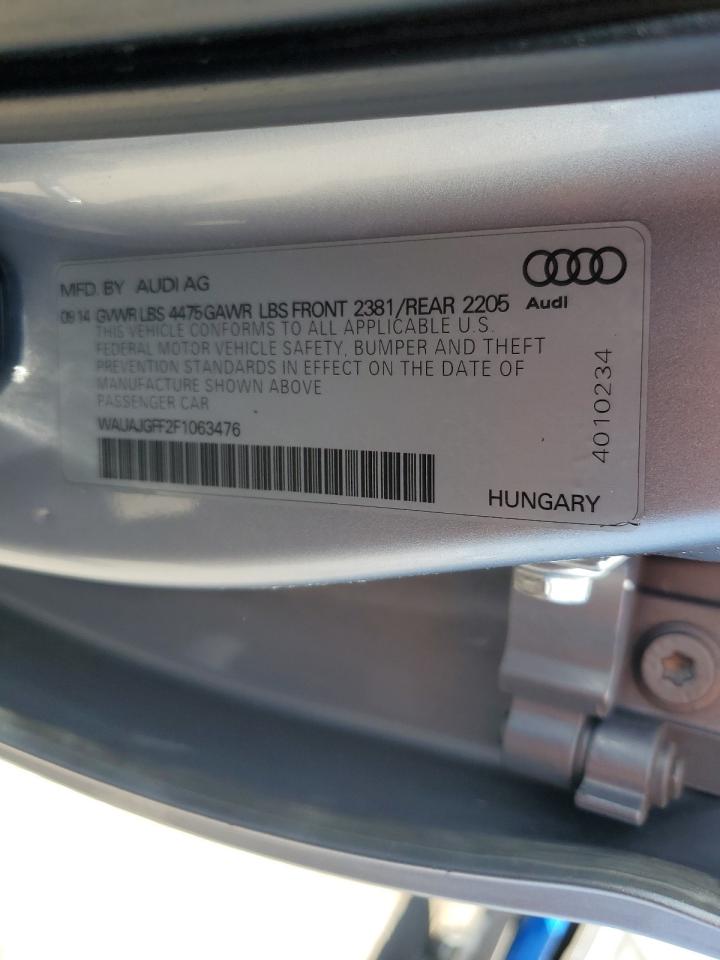 MFD. BY AUDI AG
09 14 GVWR LBS 4475 GAWR LBS FRONT 2381/REAR 2205
Audi
THIS VEHICLE CONFORMS TO ALL APPLICABLE U.S.
FEDERAL MOTOR VEHICLE SAFETY, BUMPER AND THEFT
PREVENTION STANDARDS IN EFFECT ON THE DATE OF
MANUFACTURE SHOWN ABOVE
PASSENGER CAR
WAUAJGFF2F1063476
HUNGARY
4010234